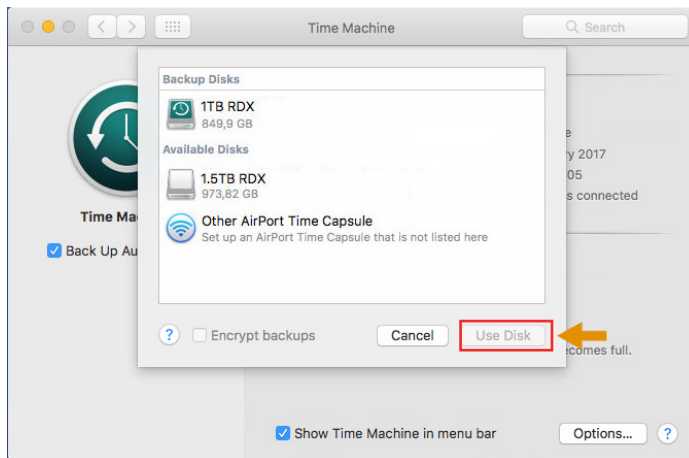 Time Machine
Search
Backup Disks
1TB RDX
849,9 GB
Available Disks
1.5TB RDX
973,82 GB
Other AirPort Time Capsule
Set up an AirPort Time Capsule that is not listed here
? Encrypt backups Cancel Use Disk
e
y 2017
05
s connected
Time Ma
Back Up Au
ecomes full.
Show Time Machine in menu bar Options... ?